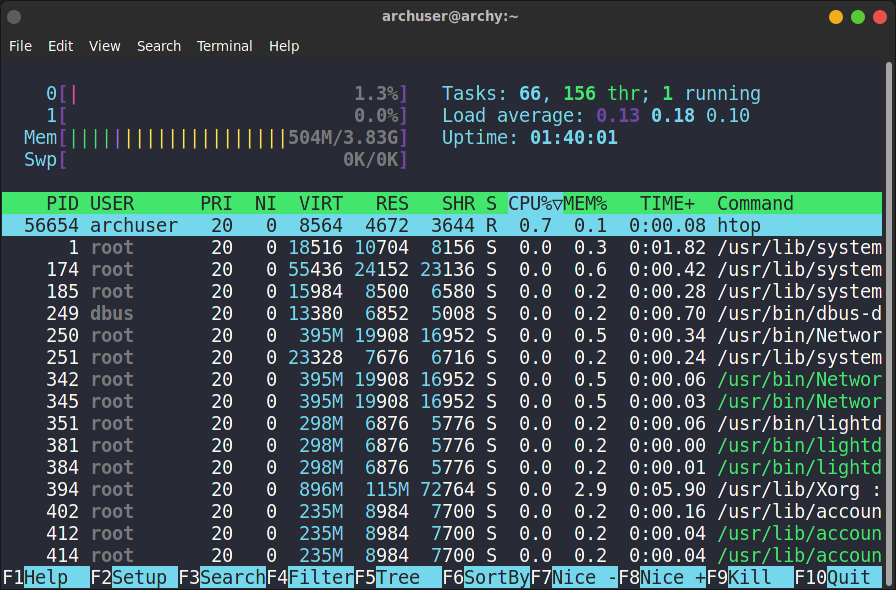 archuser@archy:~
File Edit View Search Terminal Help
0[| 1.3%] Tasks: 66, 156 thr; 1 running
1[ 0.0%] Load average: 0.13 0.18 0.10
Mem[||||||||||||||||||||504M/3.83G] Uptime: 01:40:01
Swp[ 0K/0K]
PID USER PRI NI VIRT RES SHR S CPU%▽MEM% TIME+ Command
56654 archuser 20 0 8564 4672 3644 R 0.7 0.1 0:00.08 htop
1 root 20 0 18516 10704 8156 S 0.0 0.3 0:01.82 /usr/lib/system
174 root 20 0 55436 24152 23136 S 0.0 0.6 0:00.42 /usr/lib/system
185 root 20 0 15984 8500 6580 S 0.0 0.2 0:00.28 /usr/lib/system
249 dbus 20 0 13380 6852 5008 S 0.0 0.2 0:00.70 /usr/bin/dbus-d
250 root 20 0 395M 19908 16952 S 0.0 0.5 0:00.34 /usr/bin/Networ
251 root 20 0 23328 7676 6716 S 0.0 0.2 0:00.24 /usr/lib/system
342 root 20 0 395M 19908 16952 S 0.0 0.5 0:00.06 /usr/bin/Networ
345 root 20 0 395M 19908 16952 S 0.0 0.5 0:00.03 /usr/bin/Networ
351 root 20 0 298M 6876 5776 S 0.0 0.2 0:00.06 /usr/bin/lightd
381 root 20 0 298M 6876 5776 S 0.0 0.2 0:00.00 /usr/bin/lightd
384 root 20 0 298M 6876 5776 S 0.0 0.2 0:00.01 /usr/bin/lightd
394 root 20 0 896M 115M 72764 S 0.0 2.9 0:05.90 /usr/lib/Xorg :
402 root 20 0 235M 8984 7700 S 0.0 0.2 0:00.16 /usr/lib/accoun
412 root 20 0 235M 8984 7700 S 0.0 0.2 0:00.04 /usr/lib/accoun
414 root 20 0 235M 8984 7700 S 0.0 0.2 0:00.04 /usr/lib/accoun
F1Help F2Setup F3SearchF4FilterF5Tree F6SortByF7Nice -F8Nice +F9Kill F10Quit